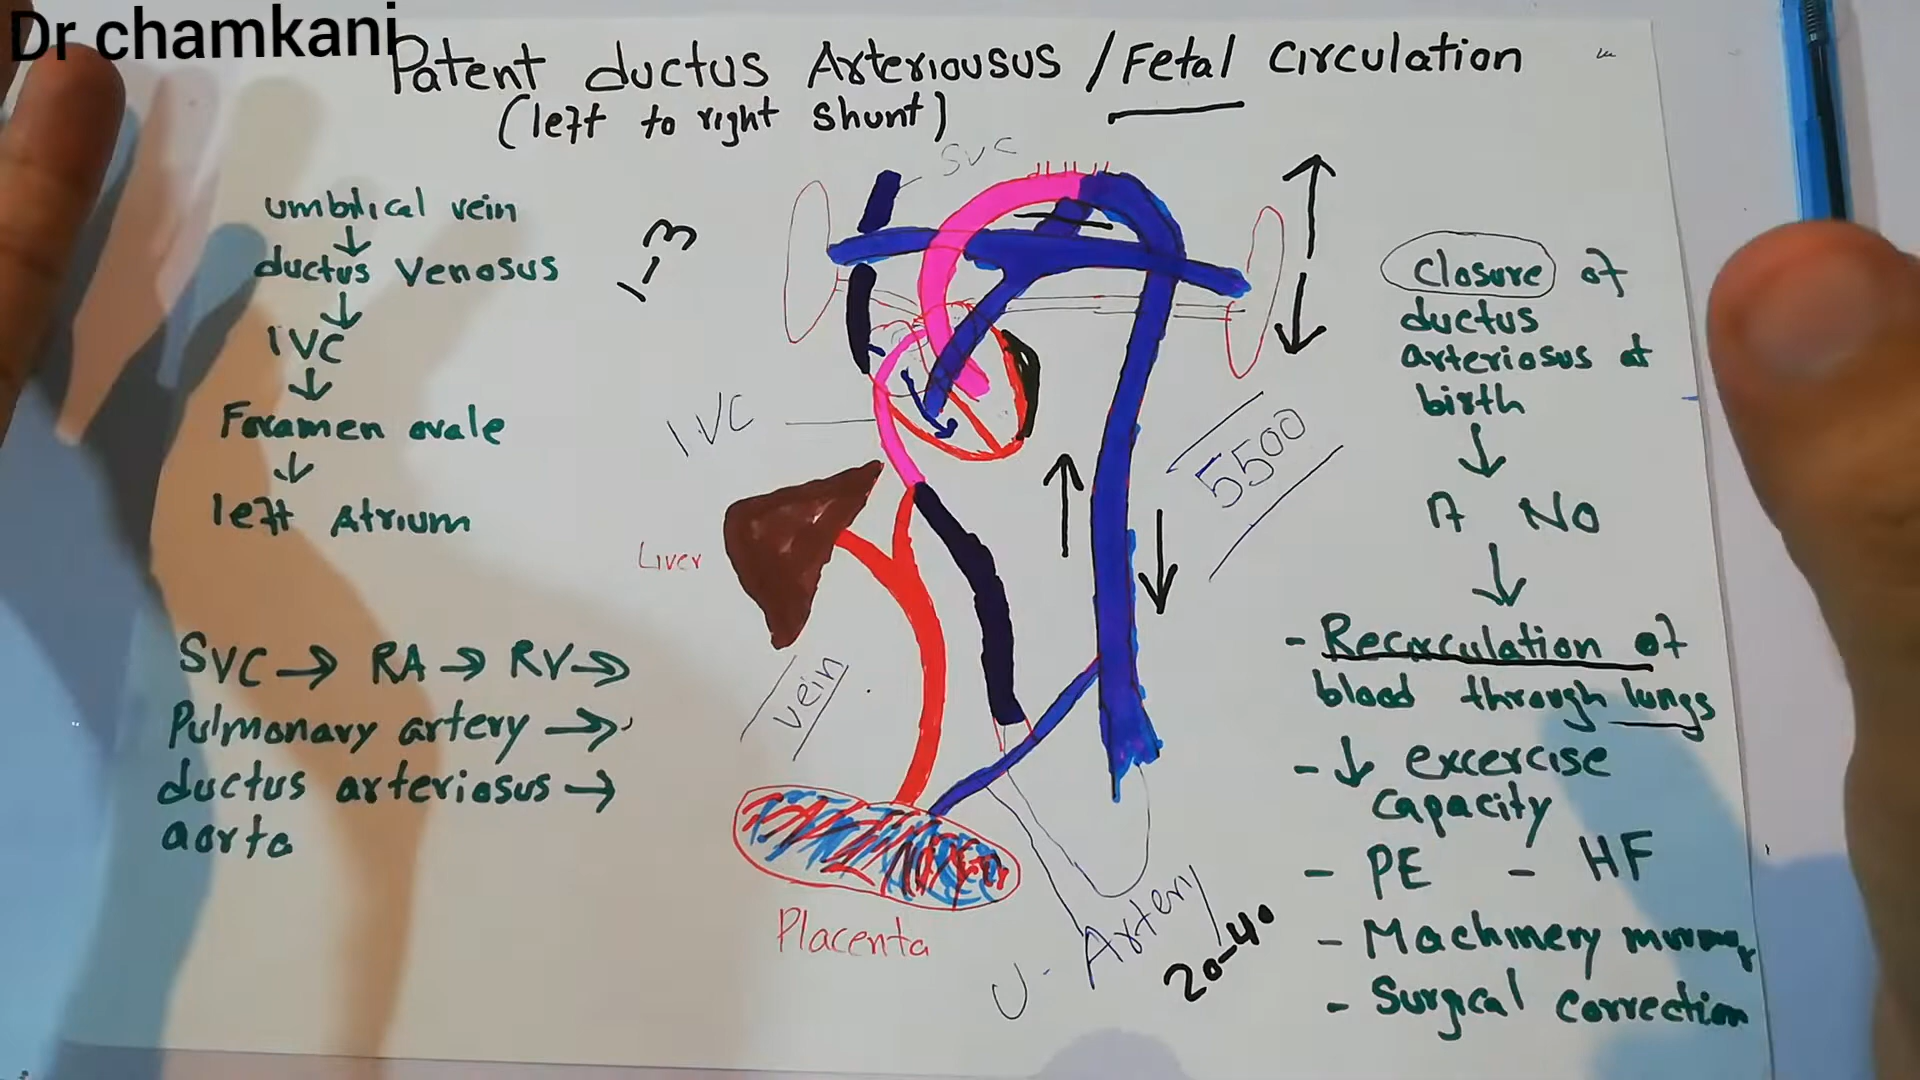 Dr chamkani
Patent ductus Arteriousus / Fetal Circulation
(left to right shunt)
SVC
umbilical vein
↓
ductus Venosus
↓
IVC
↓
Foramen ovale
↓
left Atrium
SVC → RA → RV →
Pulmonary artery →
ductus arteriosus →
aorta
1-3
IVC
Liver
vein
Placenta
U- Artery
20-40
5500
Closure of
ductus
arteriosus at
birth
↓
NO
↓
- Recirculation of
blood through lungs
- ↓ excercise
capacity
- PE - HF
- Machinery murmur
- Surgical correction